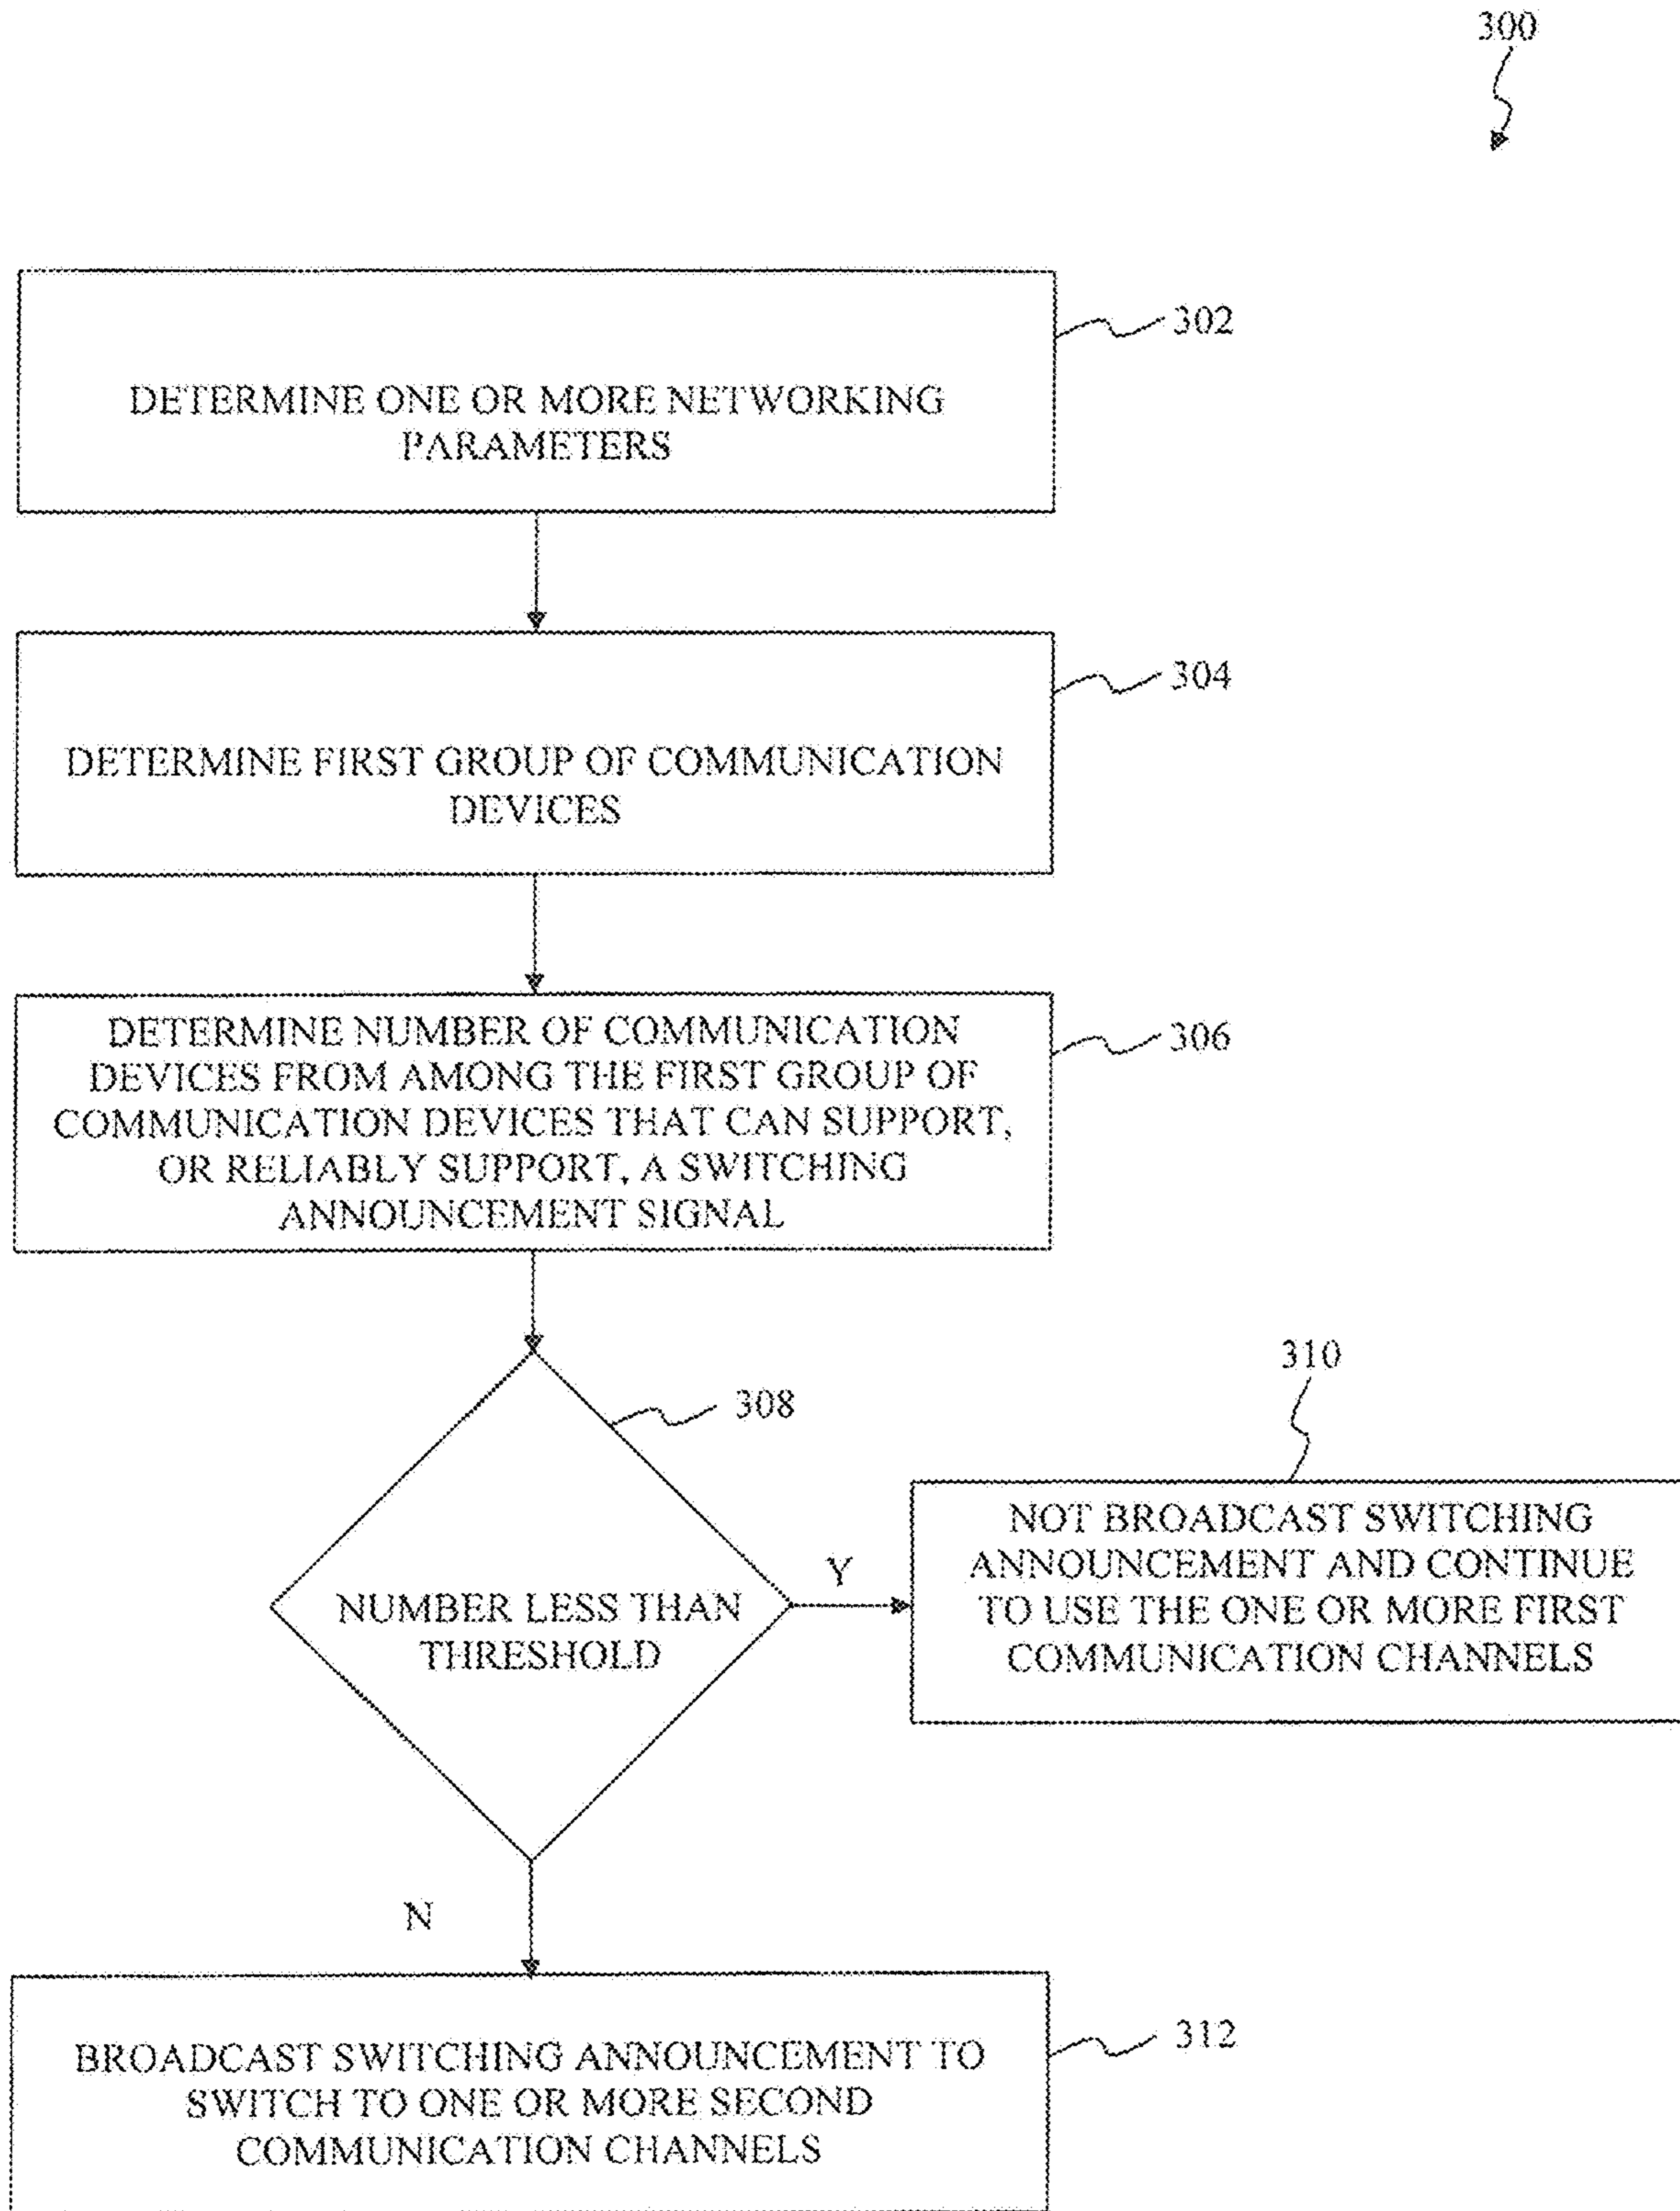 300
302
DETERMINE ONE OR MORE NETWORKING
PARAMETERS
304
DETERMINE FIRST GROUP OF COMMUNICATION
DEVICES
306
DETERMINE NUMBER OF COMMUNICATION
DEVICES FROM AMONG THE FIRST GROUP OF
COMMUNICATION DEVICES THAT CAN SUPPORT,
OR RELIABLY SUPPORT, A SWITCHING
ANNOUNCEMENT SIGNAL
308
NUMBER LESS THAN
THRESHOLD
Y
310
NOT BROADCAST SWITCHING
ANNOUNCEMENT AND CONTINUE
TO USE THE ONE OR MORE FIRST
COMMUNICATION CHANNELS
N
312
BROADCAST SWITCHING ANNOUNCEMENT TO
SWITCH TO ONE OR MORE SECOND
COMMUNICATION CHANNELS